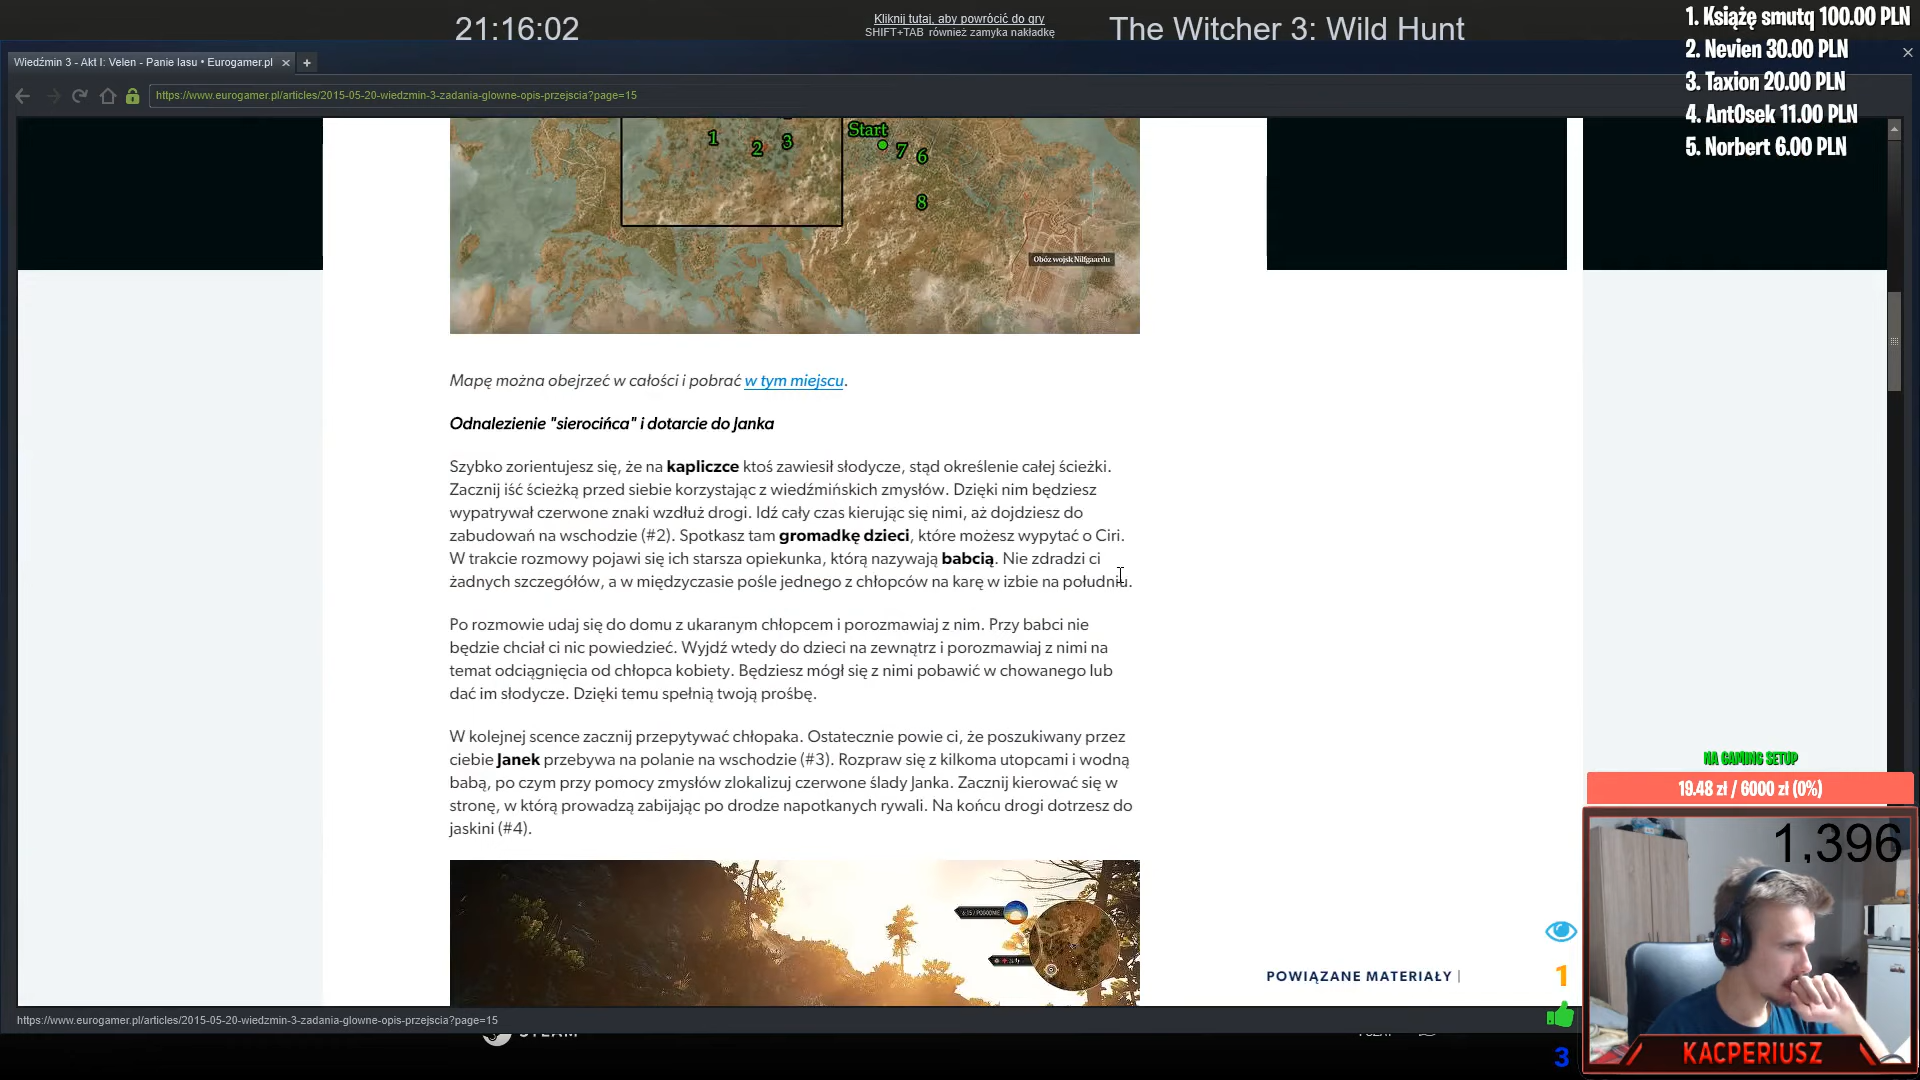 21:16:02
Kliknij tutaj, aby powrócić do gry
SHIFT+TAB również zamyka nakładkę
The Witcher 3: Wild Hunt
1. Książę smutq 100.00 PLN
2. Nevien 30.00 PLN
3. Taxion 20.00 PLN
4. Ant0sek 11.00 PLN
5. Norbert 6.00 PLN
Wiedźmin 3 - Akt I: Velen - Panie lasu • Eurogamer.pl
https://www.eurogamer.pl/articles/2015-05-20-wiedzmin-3-zadania-glowne-opis-przejscia?page=15
Start
1
2
3
7
6
8
Obóz wojsk Nilfgaardu
Mapę można obejrzeć w całości i pobrać w tym miejscu.
Odnalezienie "sierocińca" i dotarcie do Janka
Szybko zorientujesz się, że na kapliczce ktoś zawiesił słodycze, stąd określenie całej ścieżki.
Zacznij iść ścieżką przed siebie korzystając z wiedźmińskich zmysłów. Dzięki nim będziesz
wypatrywał czerwone znaki wzdłuż drogi. Idź cały czas kierując się nimi, aż dojdziesz do
zabudowań na wschodzie (#2). Spotkasz tam gromadkę dzieci, które możesz wypytać o Ciri.
W trakcie rozmowy pojawi się ich starsza opiekunka, którą nazywają babcią. Nie zdradzi ci
żadnych szczegółów, a w międzyczasie pośle jednego z chłopców na karę w izbie na południu.
Po rozmowie udaj się do domu z ukaranym chłopcem i porozmawiaj z nim. Przy babci nie
będzie chciał ci nic powiedzieć. Wyjdź wtedy do dzieci na zewnątrz i porozmawiaj z nimi na
temat odciągnięcia od chłopca kobiety. Będziesz mógł się z nimi pobawić w chowanego lub
dać im słodycze. Dzięki temu spełnią twoją prośbę.
W kolejnej scence zacznij przepytywać chłopaka. Ostatecznie powie ci, że poszukiwany przez
ciebie Janek przebywa na polanie na wschodzie (#3). Rozpraw się z kilkoma utopcami i wodną
babą, po czym przy pomocy zmysłów zlokalizuj czerwone ślady Janka. Zacznij kierować się w
stronę, w którą prowadzą zabijając po drodze napotkanych rywali. Na końcu drogi dotrzesz do
jaskini (#4).
NA GAMING SETUP
19.48 zł / 6000 zł (0%)
1,396
POWIĄZANE MATERIAŁY
1
3
KACPERIUSZ
https://www.eurogamer.pl/articles/2015-05-20-wiedzmin-3-zadania-glowne-opis-przejscia?page=15
STEAM